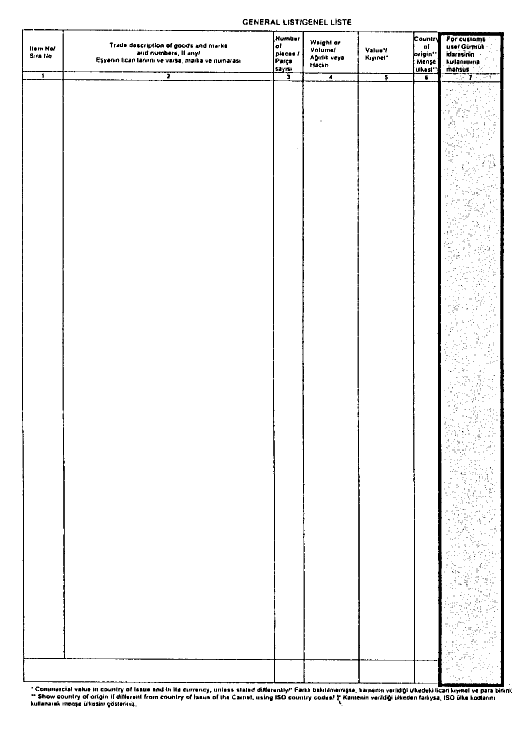 GENERAL LIST/GENEL LİSTE
Item No/
Sıra No
Trade description of goods and marks
and numbers, if any/
Eşyanın ticari tanımı ve varsa, marka ve numarası
Number
of
pieces /
Parça
sayısı
Weight or
Volume/
Ağırlık veya
Hacim
Value*/
Kıymet*
Country
of
origin**
Menşe
ülkesi**
For customs
use/ Gümrük
idaresinin
kullanımına
mahsus
1 2 3 4 5 6 7
* Commercial value in country of issue and in its currency, unless stated differently/* Farklı belirtilmemişse, karnenin verildiği ülkedeki ticari kıymet ve para birimi
** Show country of origin if different from country of issue of the Carnet, using ISO country codes/ ** Karnenin verildiği ülkeden farklıysa, ISO ülke kodlarını
kullanarak menşe ülkesini gösteriniz.